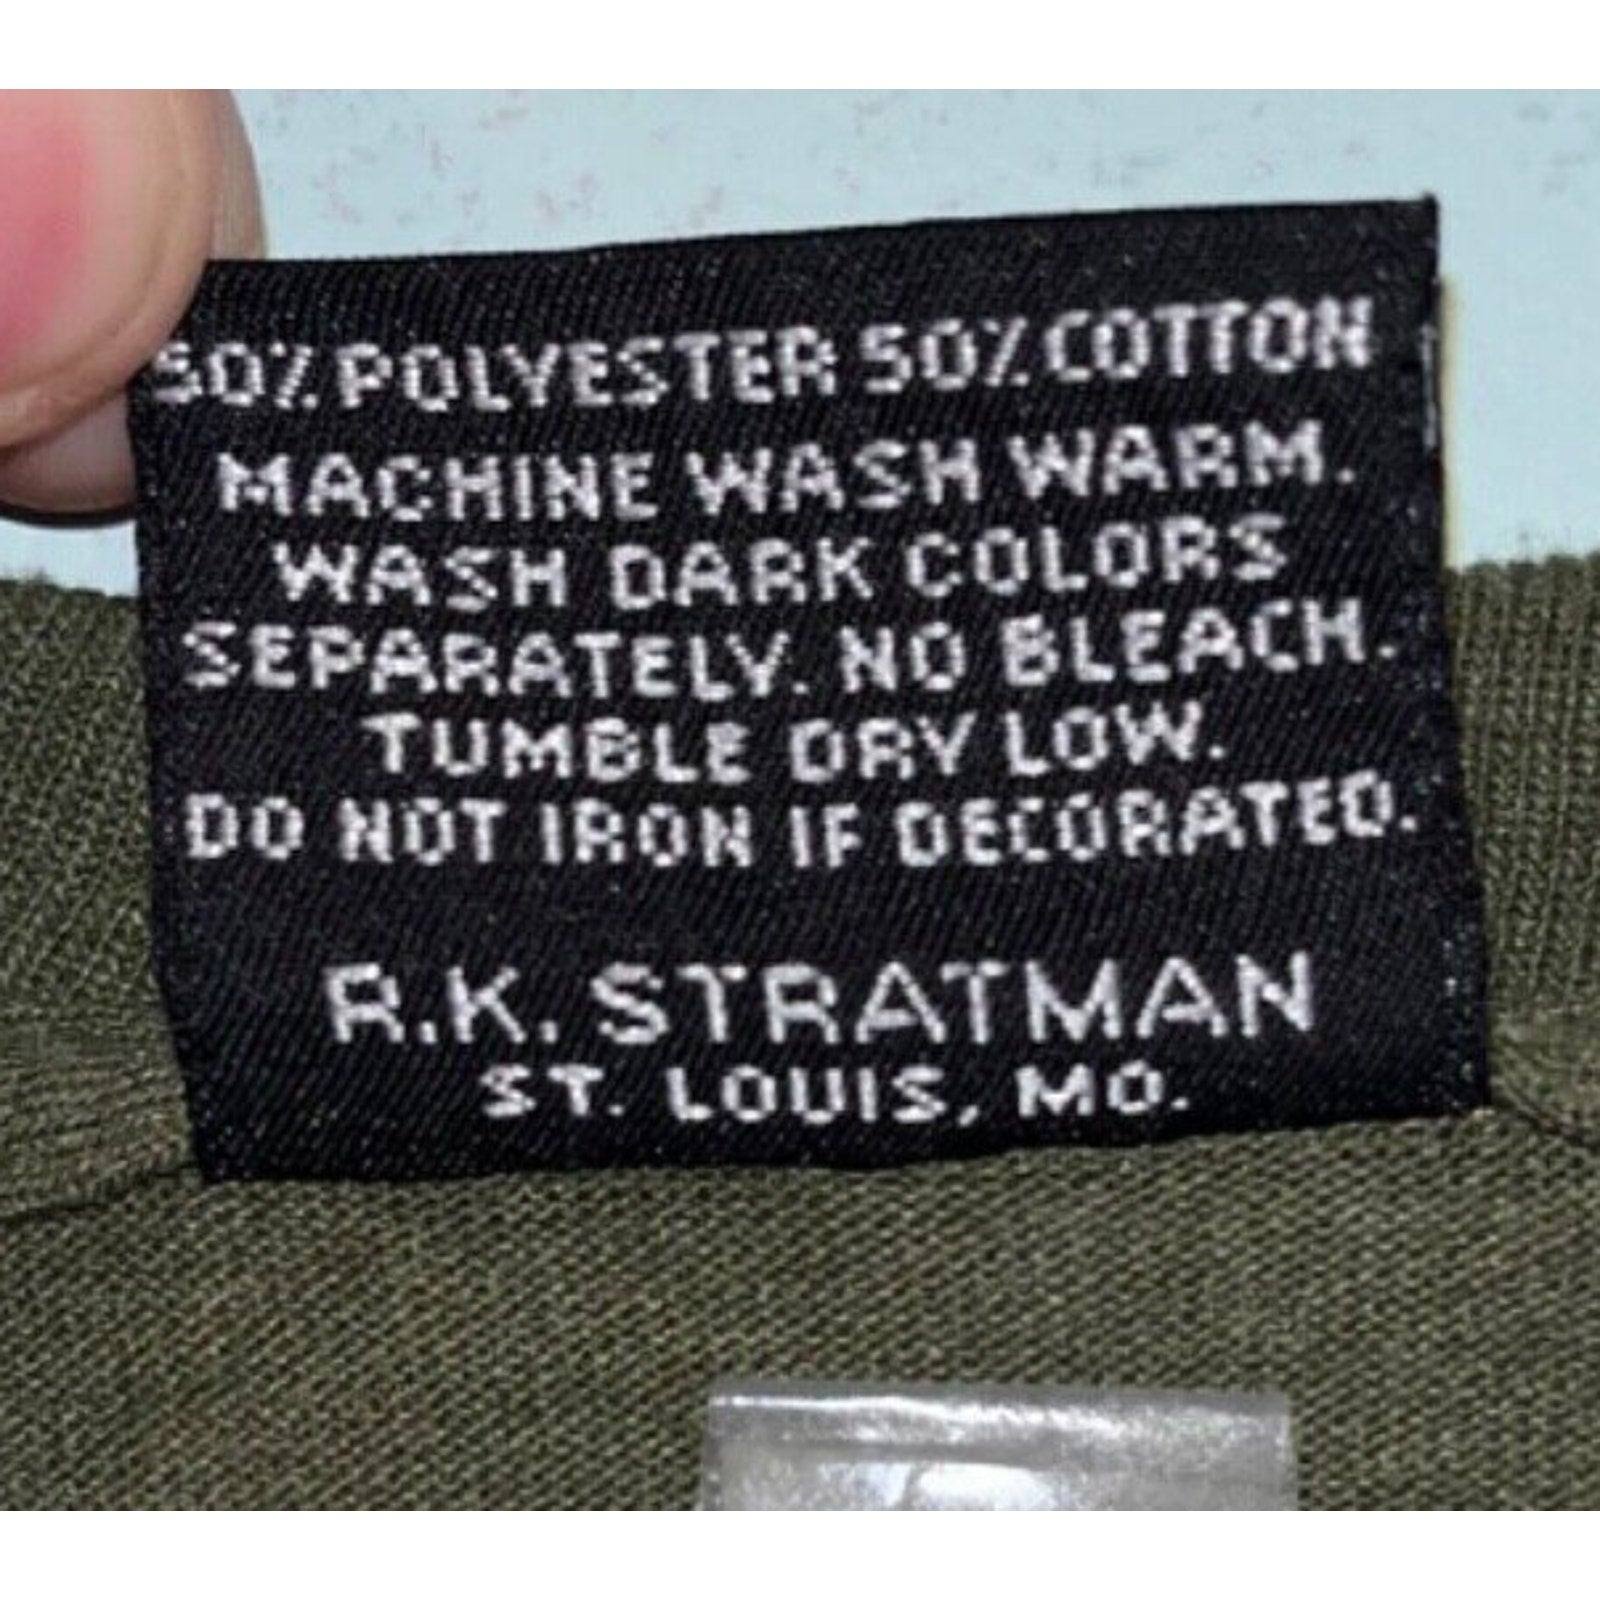 50% POLYESTER 50% COTTON
MACHINE WASH WARM.
WASH DARK COLORS
SEPARATELY. NO BLEACH.
TUMBLE DRY LOW.
DO NOT IRON IF DECORATED.
R.K. STRATMAN
ST. LOUIS, MO.